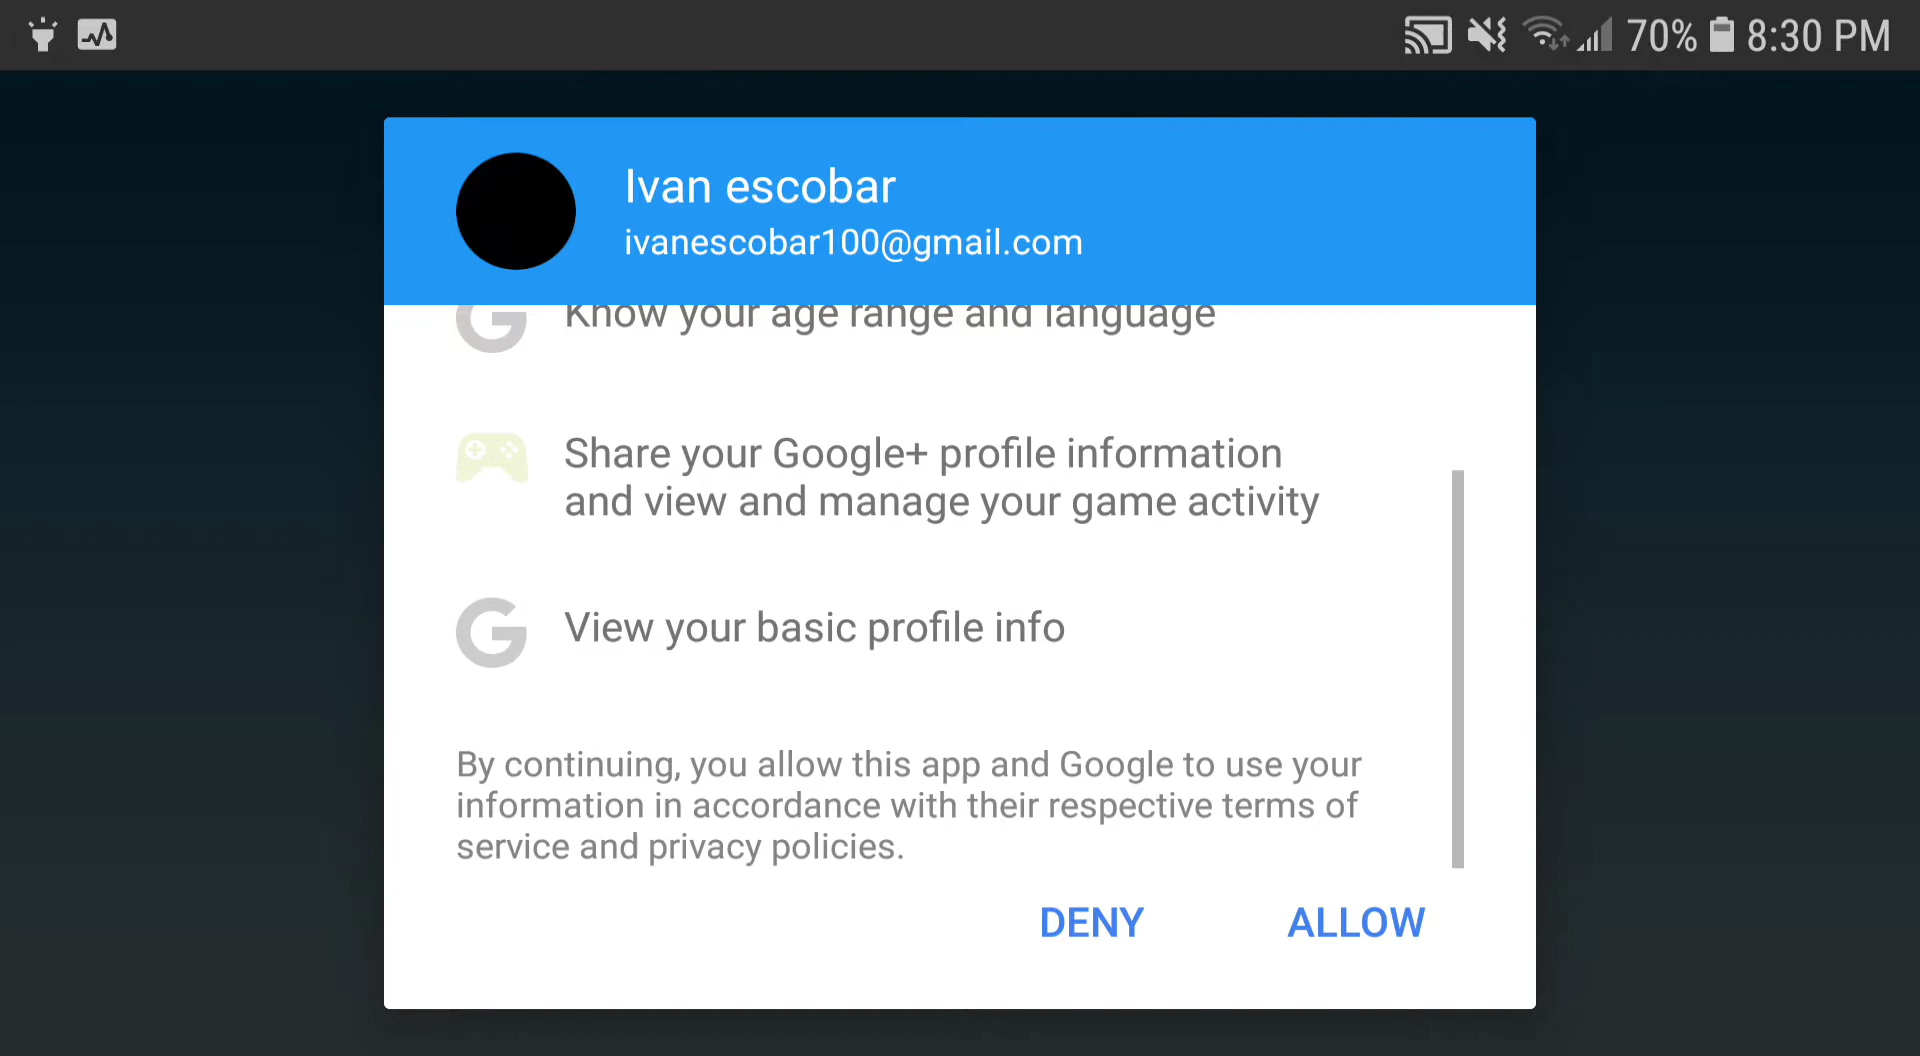 70% 8:30 PM
Ivan escobar
ivanescobar100@gmail.com
Know your age range and language
Share your Google+ profile information
and view and manage your game activity
View your basic profile info
By continuing, you allow this app and Google to use your
information in accordance with their respective terms of
service and privacy policies.
DENY ALLOW